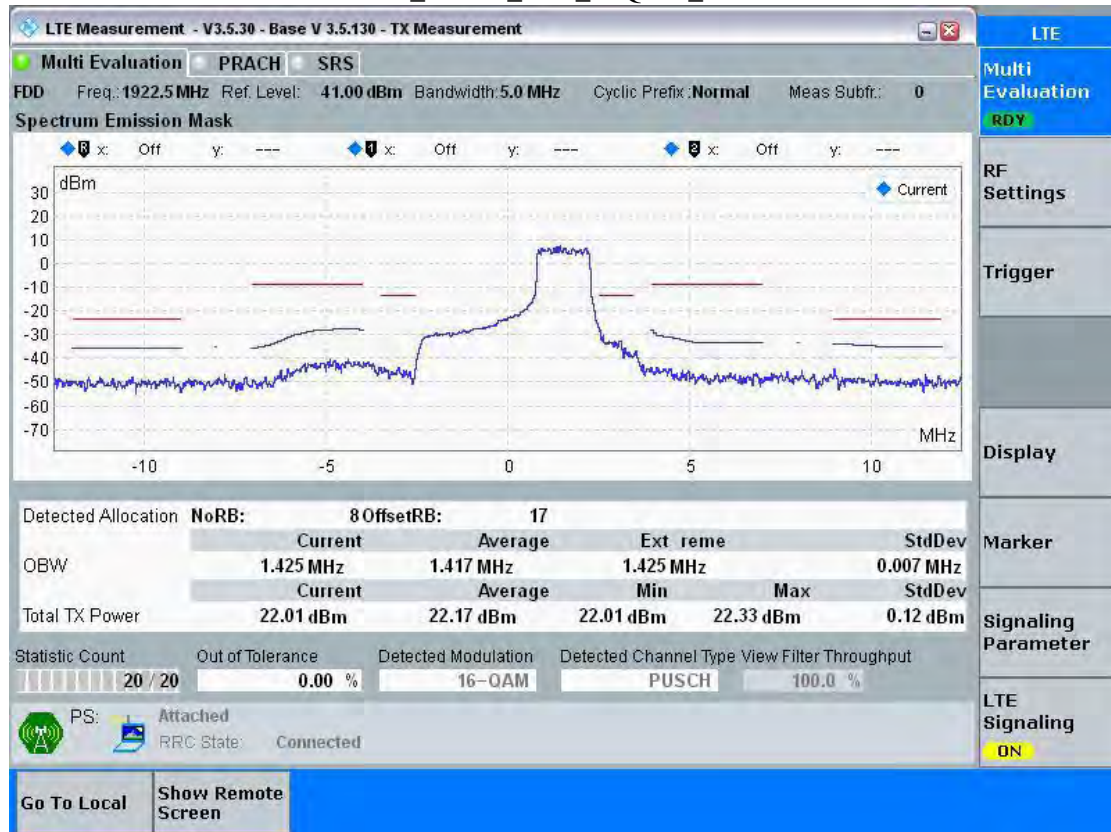 LTE Measurement - V3.5.30 - Base V 3.5.130 - TX Measurement
LTE
Multi Evaluation PRACH SRS
FDD Freq.: 1922.5 MHz Ref. Level: 41.00 dBm Bandwidth: 5.0 MHz Cyclic Prefix : Normal Meas Subfr.: 0
Spectrum Emission Mask
R x: Off y: --- 1 x: Off y: --- 2 x: Off y: ---
dBm
Current
30
20
10
0
-10
-20
-30
-40
-50
-60
-70
MHz
-10 -5 0 5 10
Detected Allocation NoRB: 8 OffsetRB: 17
Current Average Ext reme StdDev
OBW 1.425 MHz 1.417 MHz 1.425 MHz 0.007 MHz
Current Average Min Max StdDev
Total TX Power 22.01 dBm 22.17 dBm 22.01 dBm 22.33 dBm 0.12 dBm
Statistic Count Out of Tolerance Detected Modulation Detected Channel Type View Filter Throughput
20 / 20 0.00 % 16-QAM PUSCH 100.0 %
PS: Attached
RRC State: Connected
Multi
Evaluation
RDY
RF
Settings
Trigger
Display
Marker
Signaling
Parameter
LTE
Signaling
ON
Go To Local
Show Remote
Screen